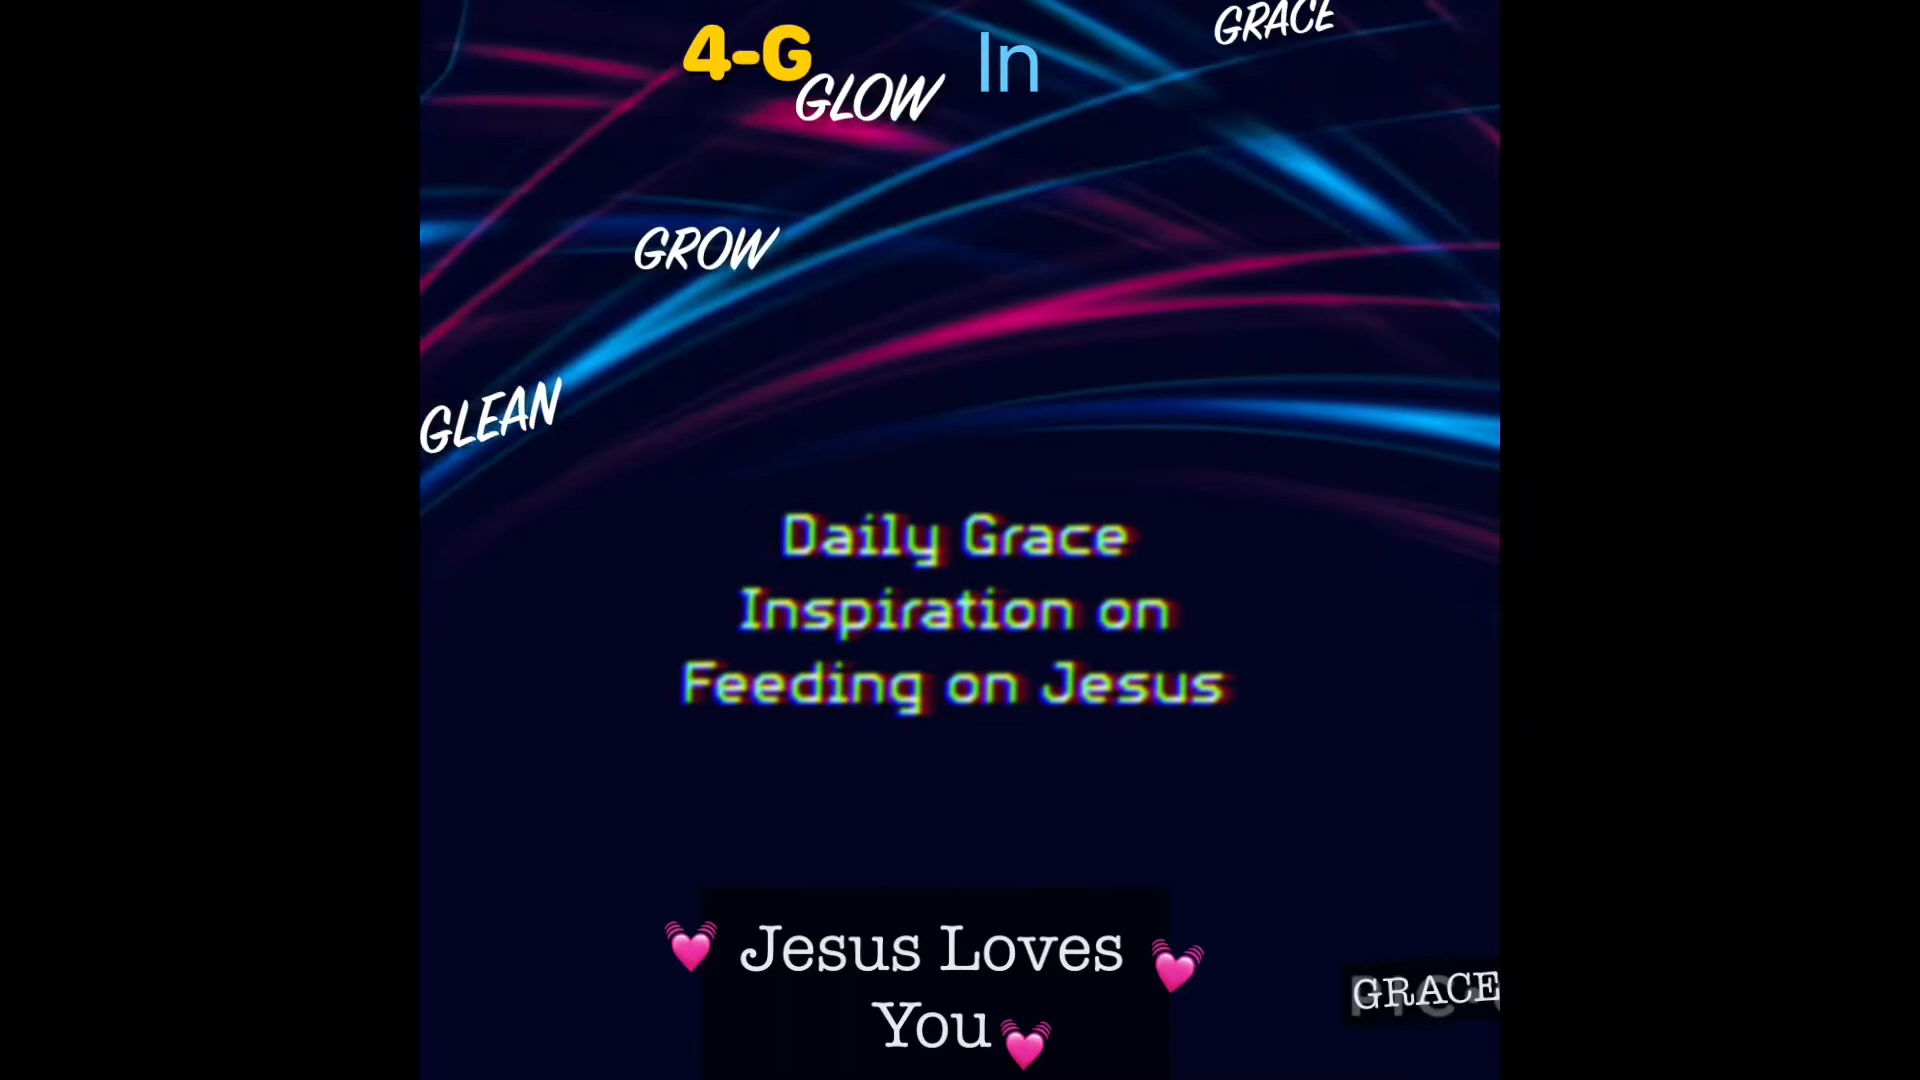 GRACE
4-G
In
GLOW
GROW
GLEAN
Daily Grace
Inspiration on
Feeding on Jesus
Jesus Loves
You
GRACE